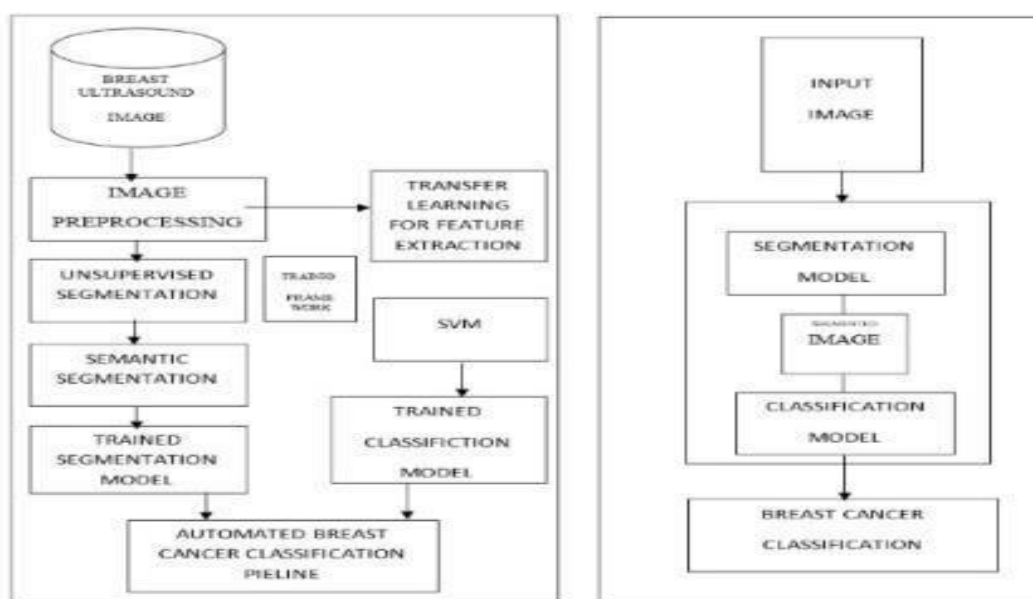 BREAST
ULTRASOUND
IMAGE
IMAGE
PREPROCESSING
TRANSFER
LEARNING
FOR FEATURE
EXTRACTION
UNSUPERVISED
SEGMENTATION
FRAME
WORK
SVM
SEMANTIC
SEGMENTATION
TRAINED
SEGMENTATION
MODEL
TRAINED
CLASSIFICTION
MODEL
AUTOMATED BREAST
CANCER CLASSIFICATION
PIELINE
INPUT
IMAGE
SEGMENTATION
MODEL
SEGMENTED
IMAGE
CLASSIFICATION
MODEL
BREAST CANCER
CLASSIFICATION